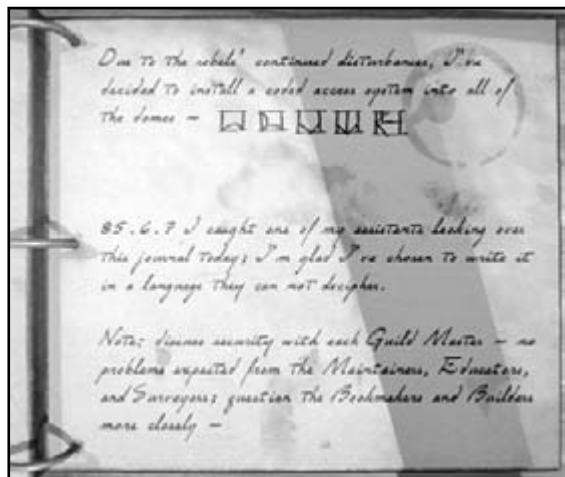 Due to the rebels' continued disturbances, I've
decided to install a coded access system into all of
the domes –
85.6.7 I caught one of my assistants looking over
this journal today; I'm glad I've chosen to write it
in a language they can not decipher.
Note: discuss security with each Guild Master – no
problems expected from the Maintainers, Educators,
and Surveyors; question the Bookmakers and Builders
more closely –